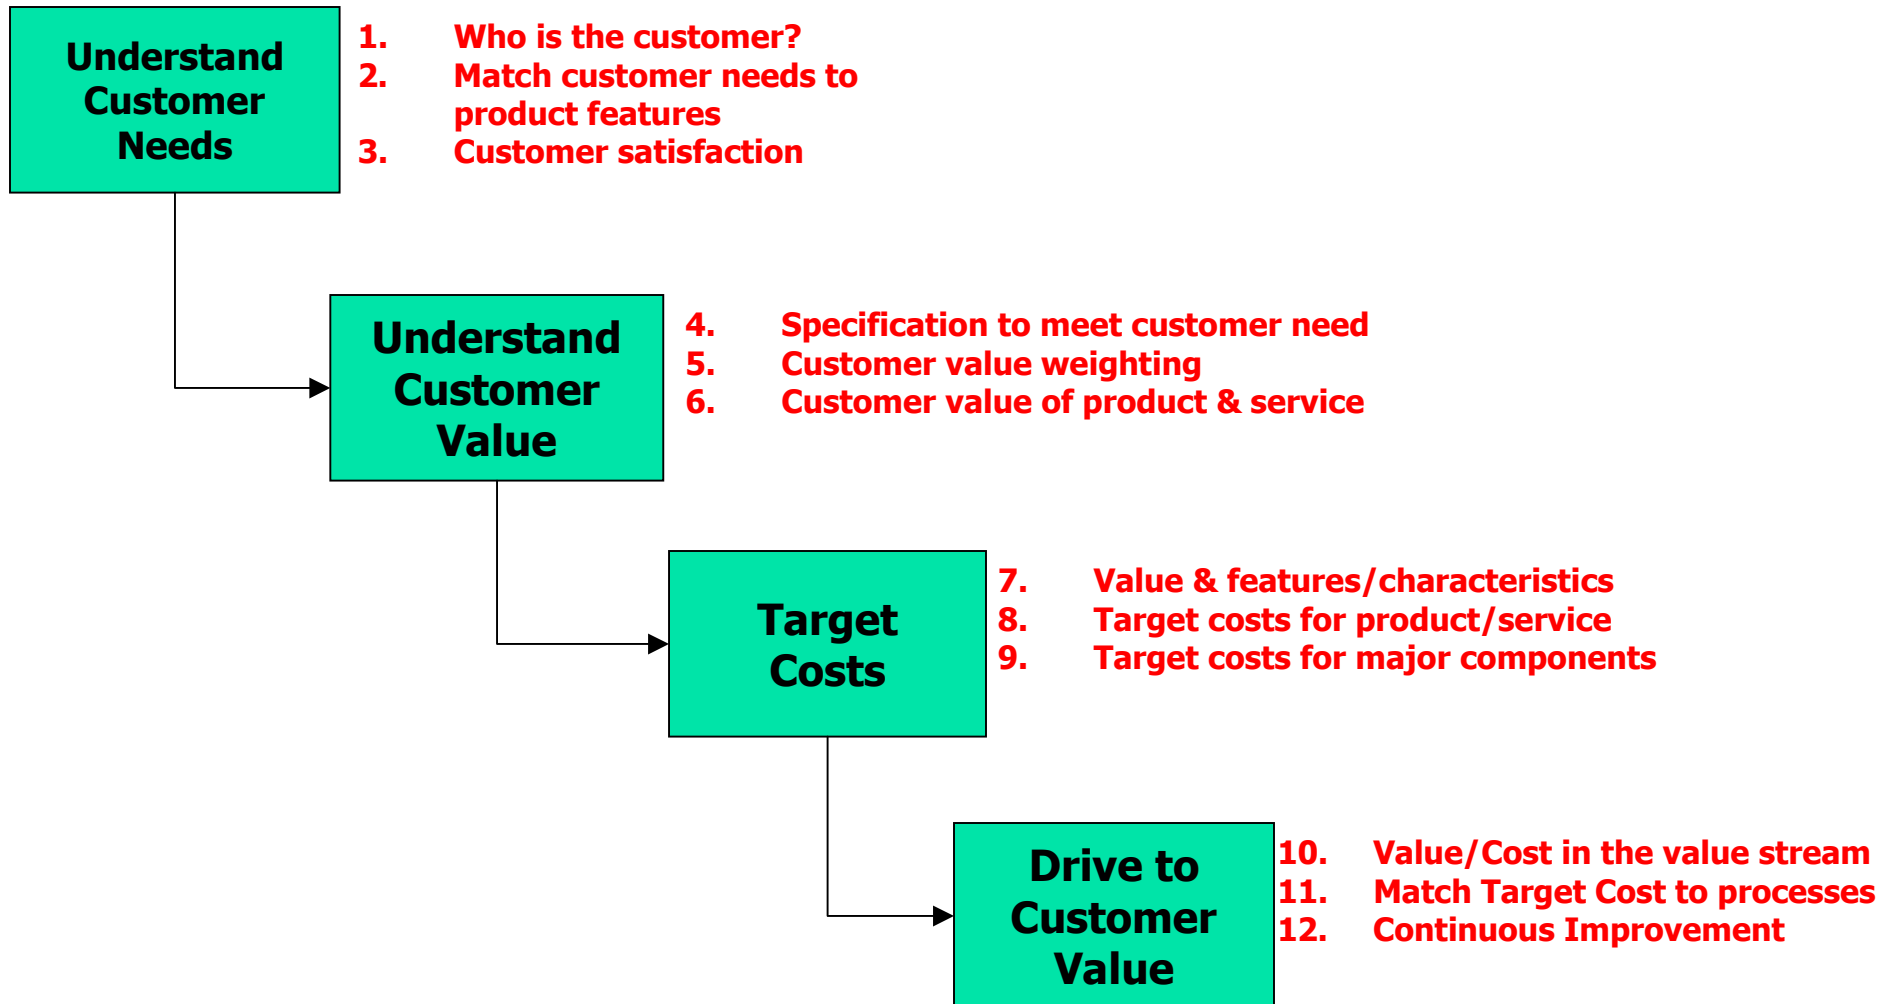 Understand
Customer
Needs
1. Who is the customer?
2. Match customer needs to
product features
3. Customer satisfaction
Understand
Customer
Value
4. Specification to meet customer need
5. Customer value weighting
6. Customer value of product & service
Target
Costs
7. Value & features/characteristics
8. Target costs for product/service
9. Target costs for major components
Drive to
Customer
Value
10. Value/Cost in the value stream
11. Match Target Cost to processes
12. Continuous Improvement